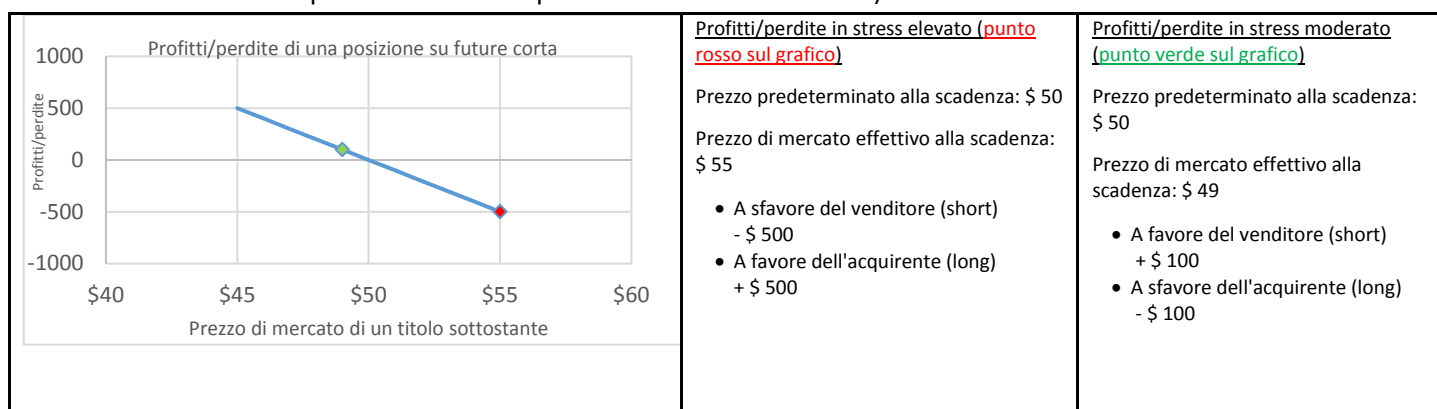 Profitti/perdite di una posizione su future corta
1000
500
0
-500
-1000
Profitti/perdite
$40 $45 $50 $55 $60
Prezzo di mercato di un titolo sottostante
Profitti/perdite in stress elevato (punto
rosso sul grafico)
Prezzo predeterminato alla scadenza: $ 50
Prezzo di mercato effettivo alla scadenza:
$ 55
• A sfavore del venditore (short)
- $ 500
• A favore dell'acquirente (long)
+ $ 500
Profitti/perdite in stress moderato
(punto verde sul grafico)
Prezzo predeterminato alla scadenza:
$ 50
Prezzo di mercato effettivo alla
scadenza: $ 49
• A favore del venditore (short)
+ $ 100
• A sfavore dell'acquirente (long)
- $ 100